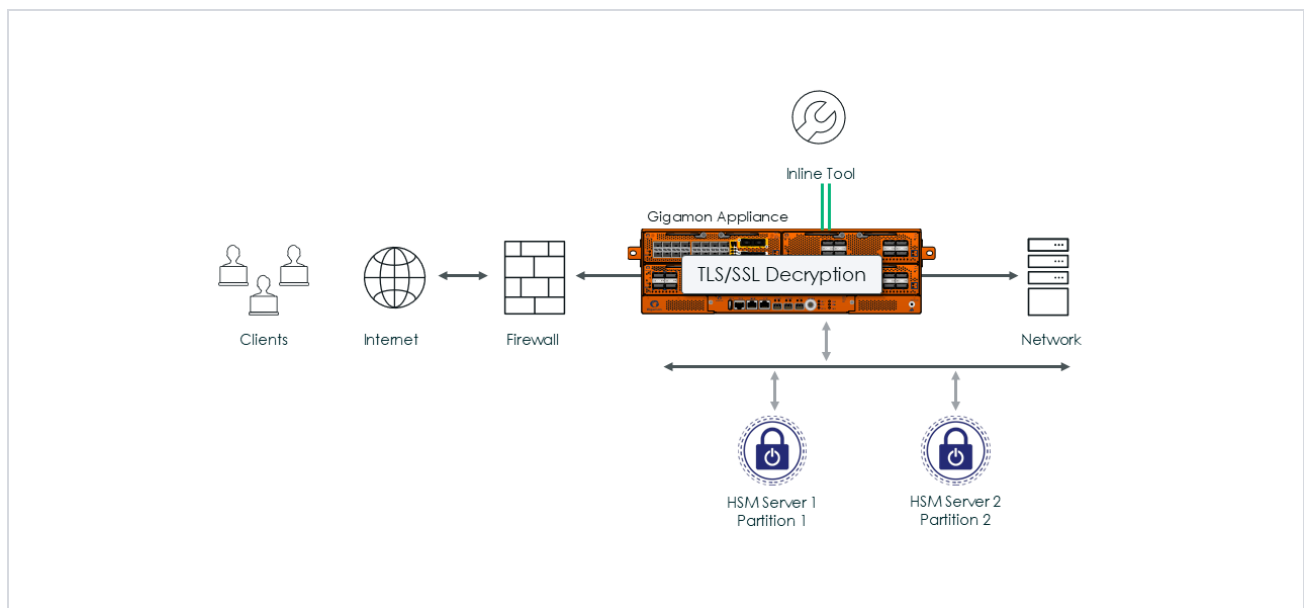 Inline Tool
Gigamon Appliance
TLS/SSL Decryption
Clients
Internet
Firewall
Network
HSM Server 1
Partition 1
HSM Server 2
Partition 2